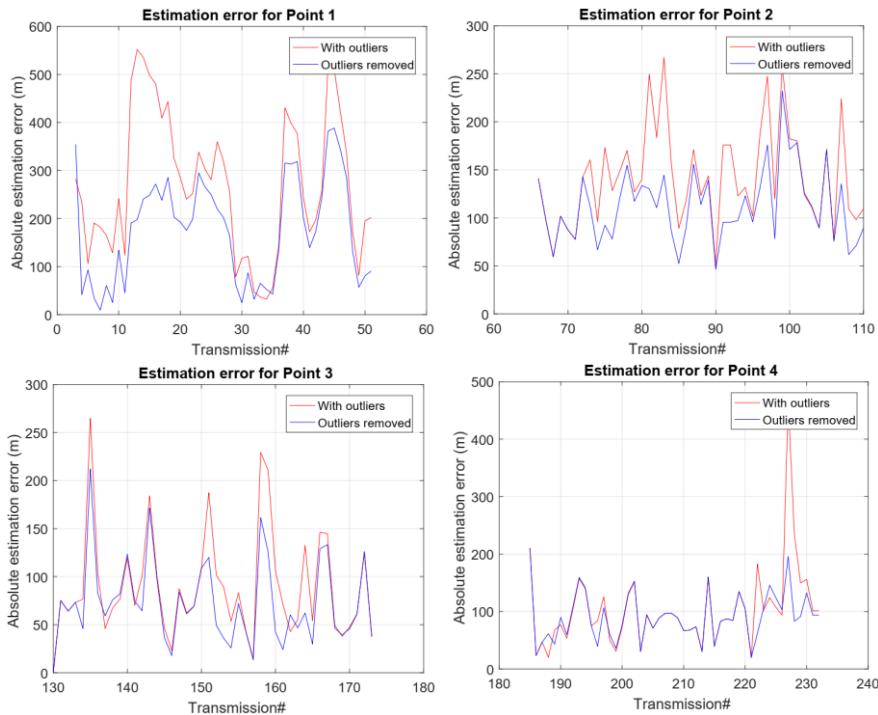 Estimation error for Point 1
600
500
400
300
200
100
0
0 10 20 30 40 50 60
Absolute estimation error (m)
Transmission#
With outliers
Outliers removed
Estimation error for Point 2
300
250
200
150
100
50
0
60 70 80 90 100 110
Absolute estimation error (m)
Transmission#
With outliers
Outliers removed
Estimation error for Point 3
300
250
200
150
100
50
0
130 140 150 160 170 180
Absolute estimation error (m)
Transmission#
With outliers
Outliers removed
Estimation error for Point 4
500
400
300
200
100
0
180 190 200 210 220 230 240
Absolute estimation error (m)
Transmission#
With outliers
Outliers removed